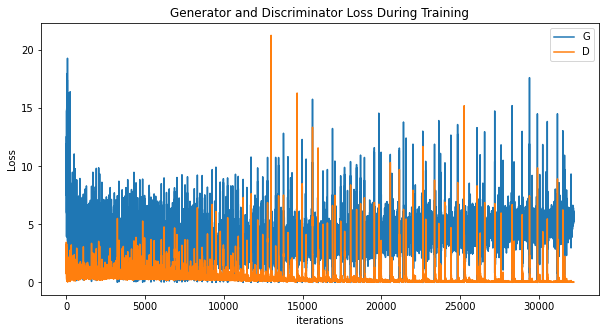 Generator and Discriminator Loss During Training
G
D
Loss
20
15
10
5
0
0
5000
10000
15000
20000
25000
30000
iterations